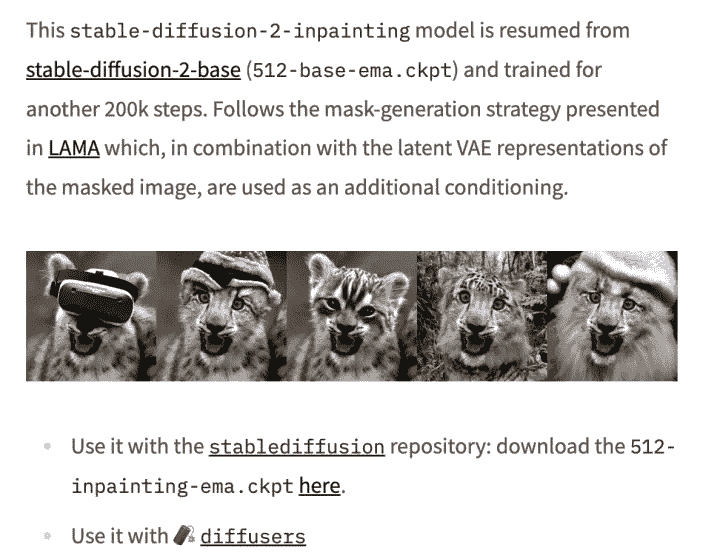 This stable-diffusion-2-inpainting model is resumed from
stable-diffusion-2-base (512-base-ema.ckpt) and trained for
another 200k steps. Follows the mask-generation strategy presented
in LAMA which, in combination with the latent VAE representations of
the masked image, are used as an additional conditioning.
Use it with the stablediffusion repository: download the 512-
inpainting-ema.ckpt here.
Use it with 🧨 diffusers